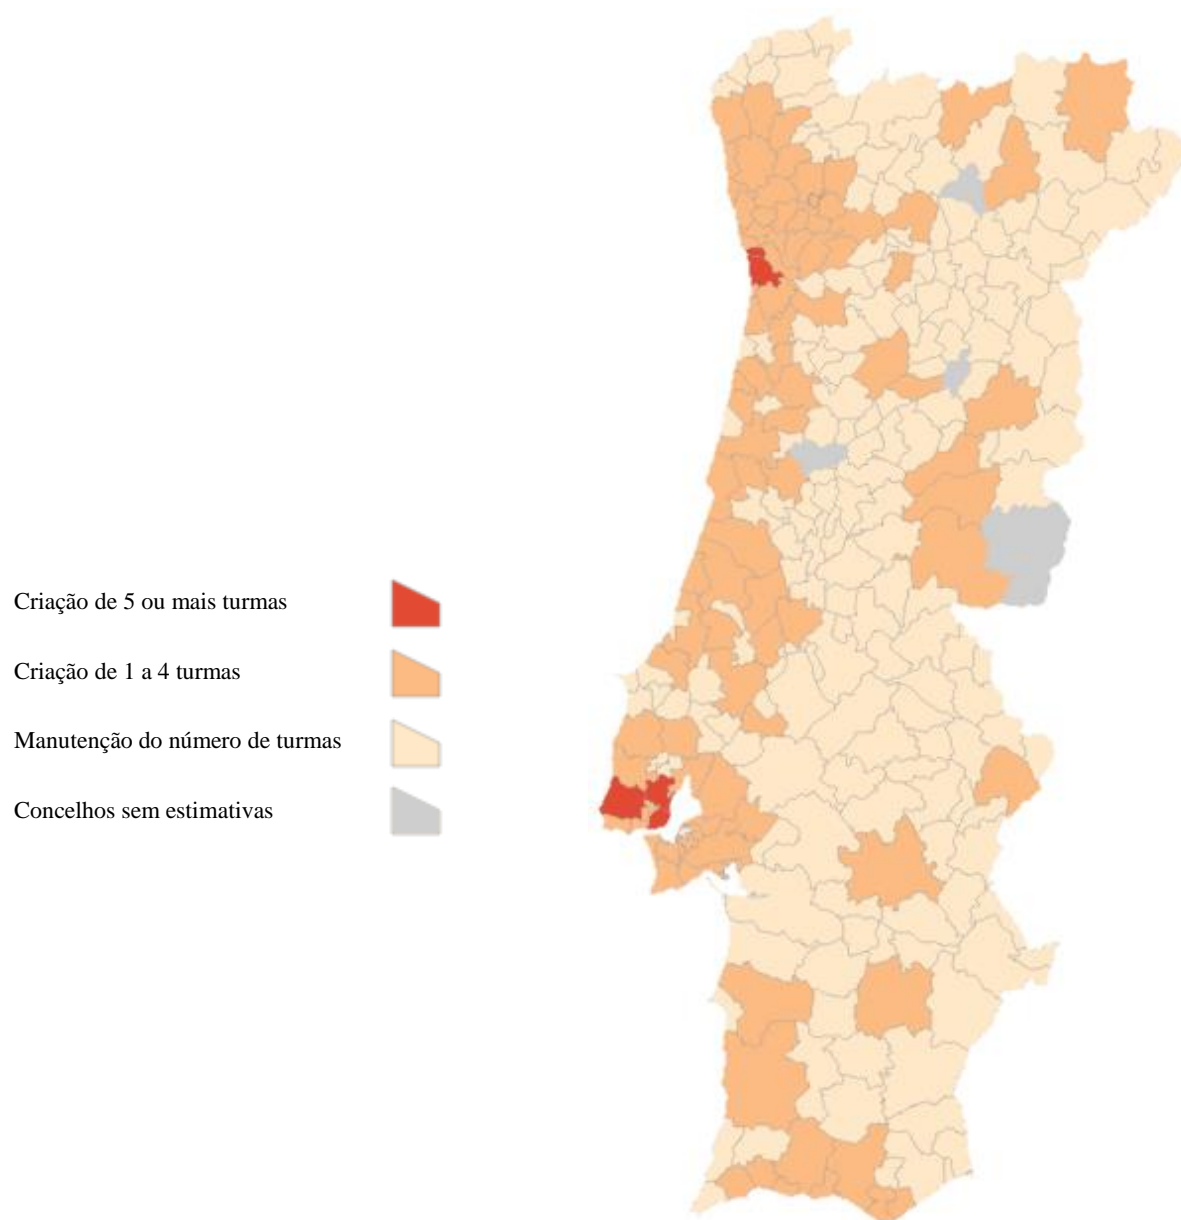 Criação de 5 ou mais turmas
Criação de 1 a 4 turmas
Manutenção do número de turmas
Concelhos sem estimativas